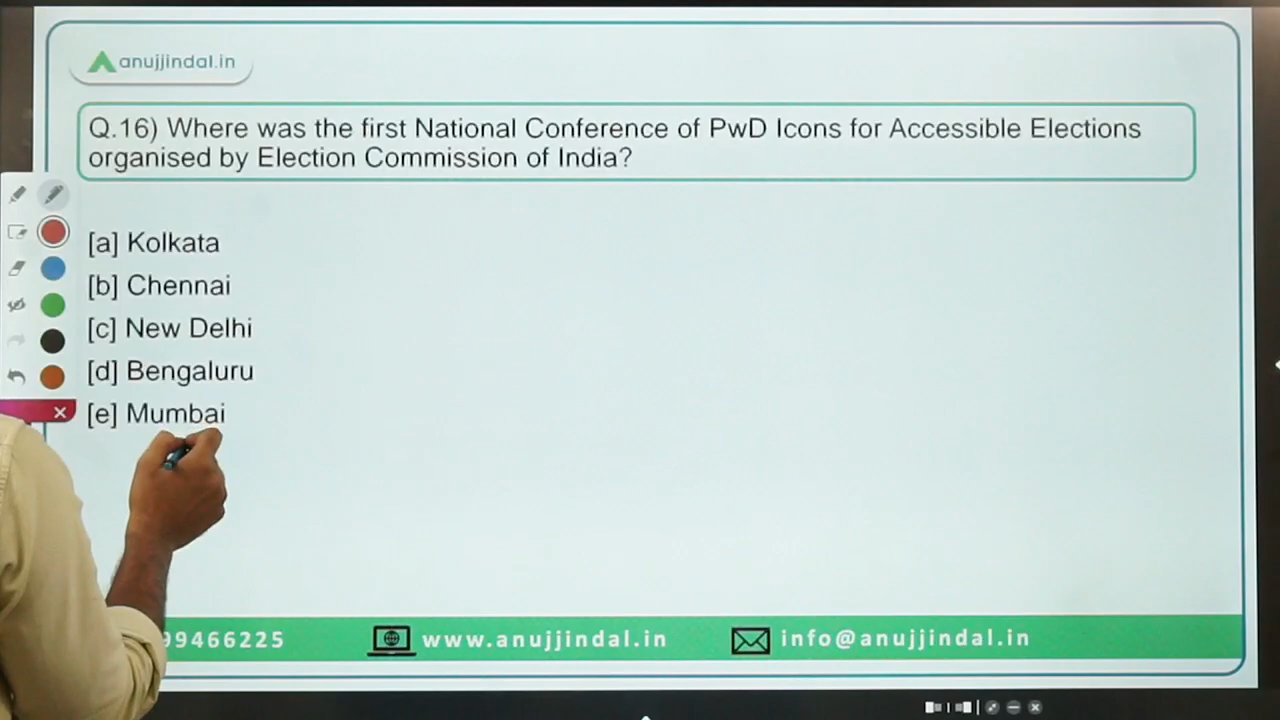 anujjindal.in
Q.16) Where was the first National Conference of PwD Icons for Accessible Elections
organised by Election Commission of India?
[a] Kolkata
[b] Chennai
[c] New Delhi
[d] Bengaluru
[e] Mumbai
99466225 www.anujjindal.in info@anujjindal.in